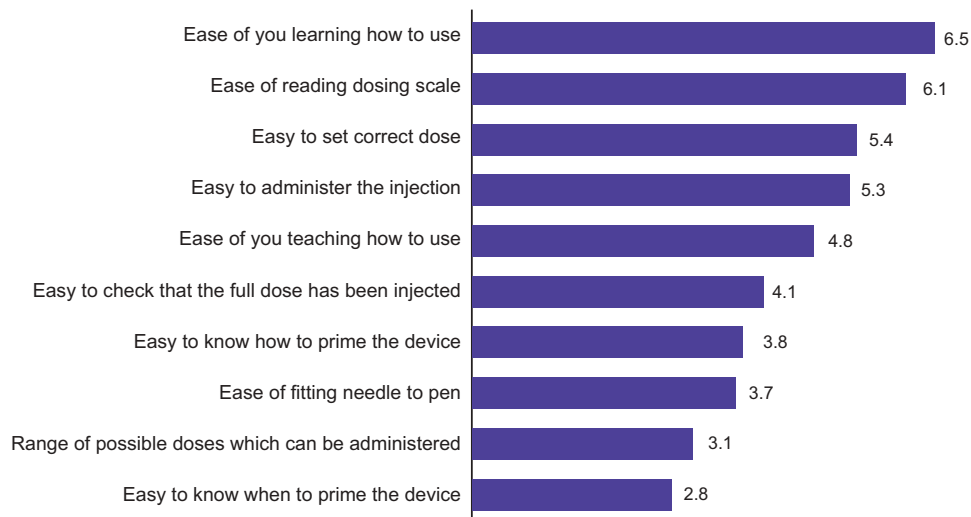 Ease of you learning how to use 6.5
Ease of reading dosing scale 6.1
Easy to set correct dose 5.4
Easy to administer the injection 5.3
Ease of you teaching how to use 4.8
Easy to check that the full dose has been injected 4.1
Easy to know how to prime the device 3.8
Ease of fitting needle to pen 3.7
Range of possible doses which can be administered 3.1
Easy to know when to prime the device 2.8